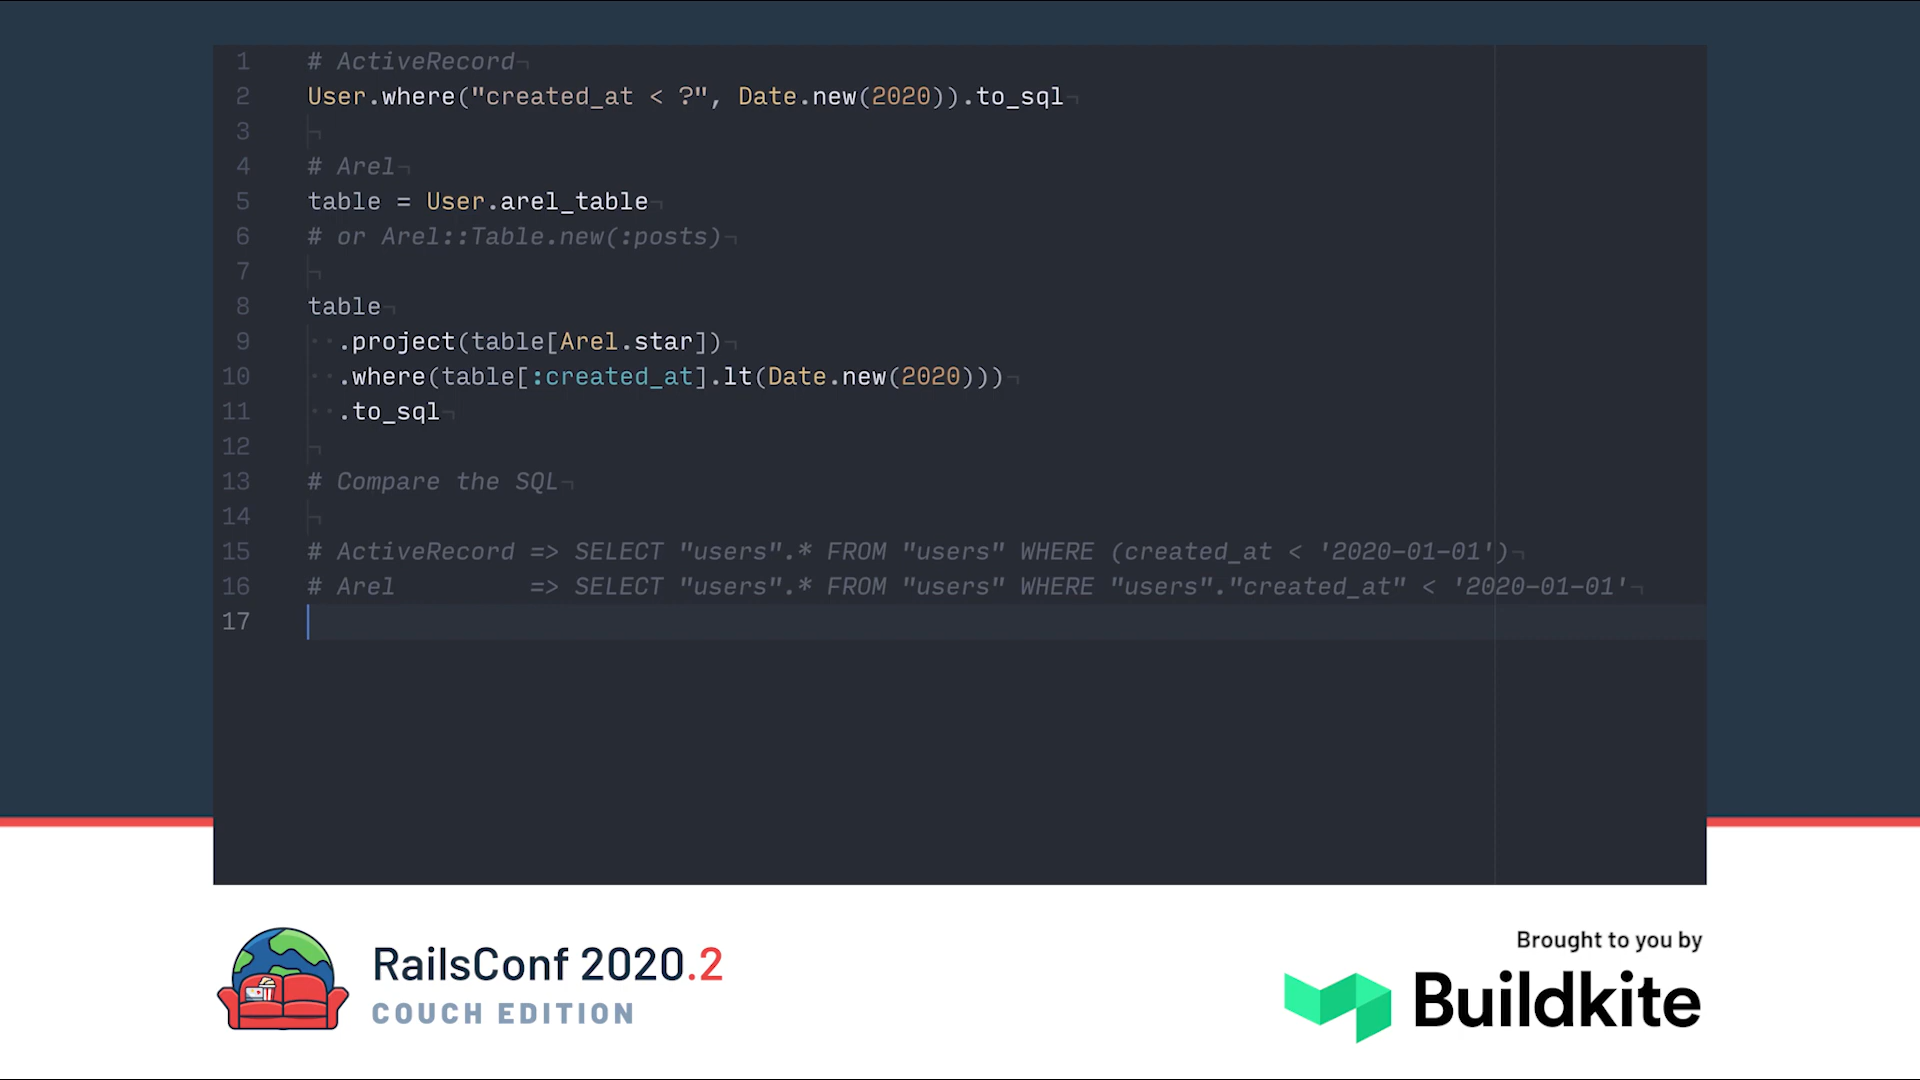 1 # ActiveRecord¬
2 User.where("created_at < ?", Date.new(2020)).to_sql¬
3 ¬
4 # Arel¬
5 table = User.arel_table¬
6 # or Arel::Table.new(:posts)¬
7 ¬
8 table¬
9 ··.project(table[Arel.star])¬
10 ··.where(table[:created_at].lt(Date.new(2020)))¬
11 ··.to_sql¬
12 ¬
13 # Compare the SQL¬
14 ¬
15 # ActiveRecord => SELECT "users".* FROM "users" WHERE (created_at < '2020-01-01')¬
16 # Arel         => SELECT "users".* FROM "users" WHERE "users"."created_at" < '2020-01-01'¬
17
RailsConf 2020.2
COUCH EDITION
Brought to you by
Buildkite